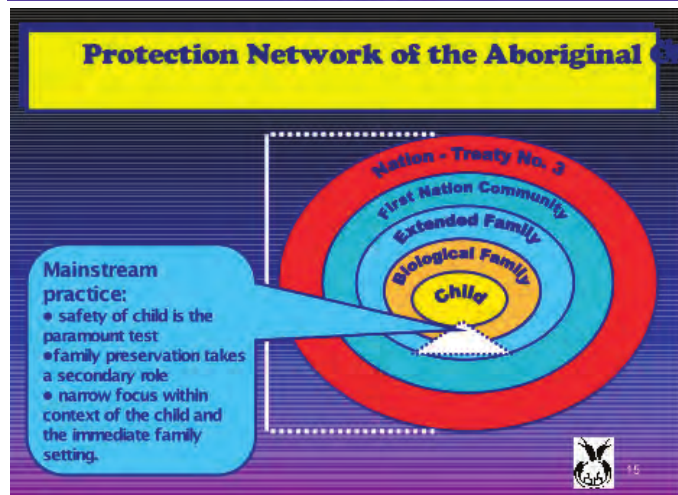 Protection Network of the Aboriginal
Nation - Treaty No. 3
First Nation Community
Extended Family
Biological Family
Child
Mainstream
practice:
● safety of child is the
paramount test
●family preservation takes
a secondary role
● narrow focus within
context of the child and
the immediate family
setting.
15